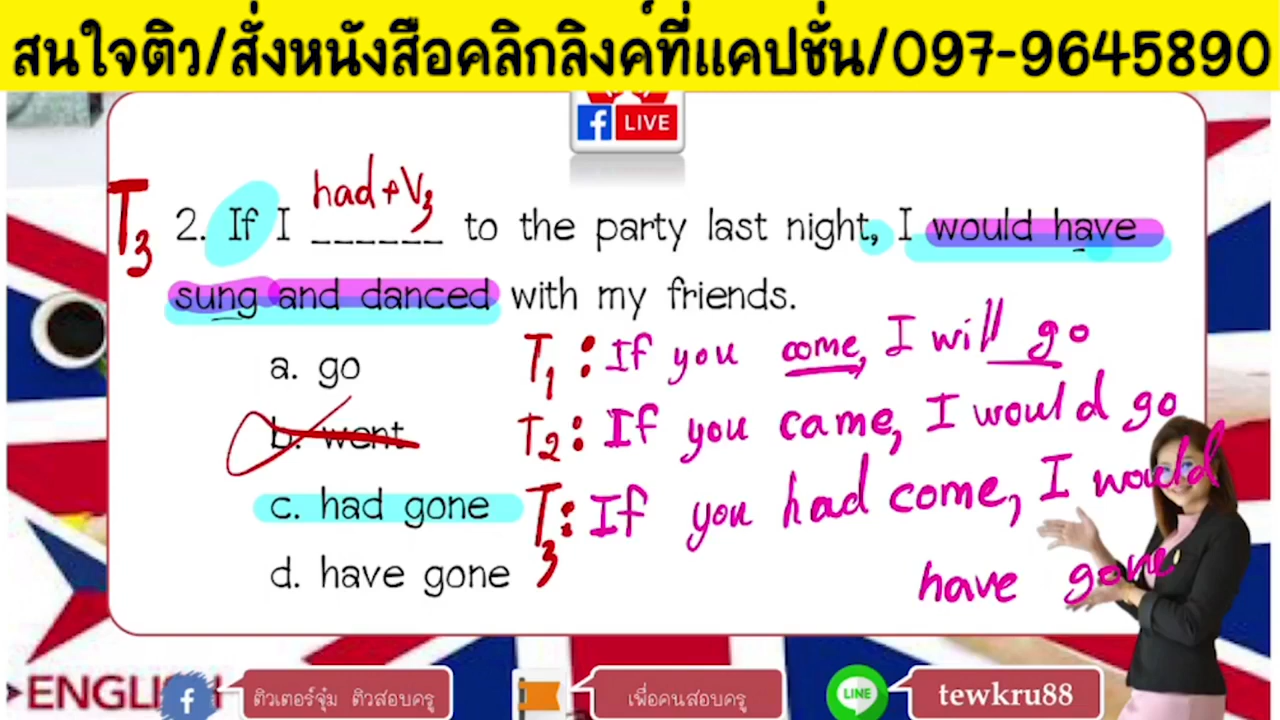 สนใจติว/สั่งหนังสือคลิกลิงค์ที่แคปชั่น/097-9645890
f LIVE
T3
had+V3
2. If I ______ to the party last night, I would have
sung and danced with my friends.
a. go
b. went
c. had gone
d. have gone
T1 : If you come, I will go
T2 : If you came, I would go
T3 : If you had come, I would
have gone
ENGLISH
f ติวเตอร์จุ๋ม ติวสอบครู
เพื่อคนสอบครู
LINE tewkru88